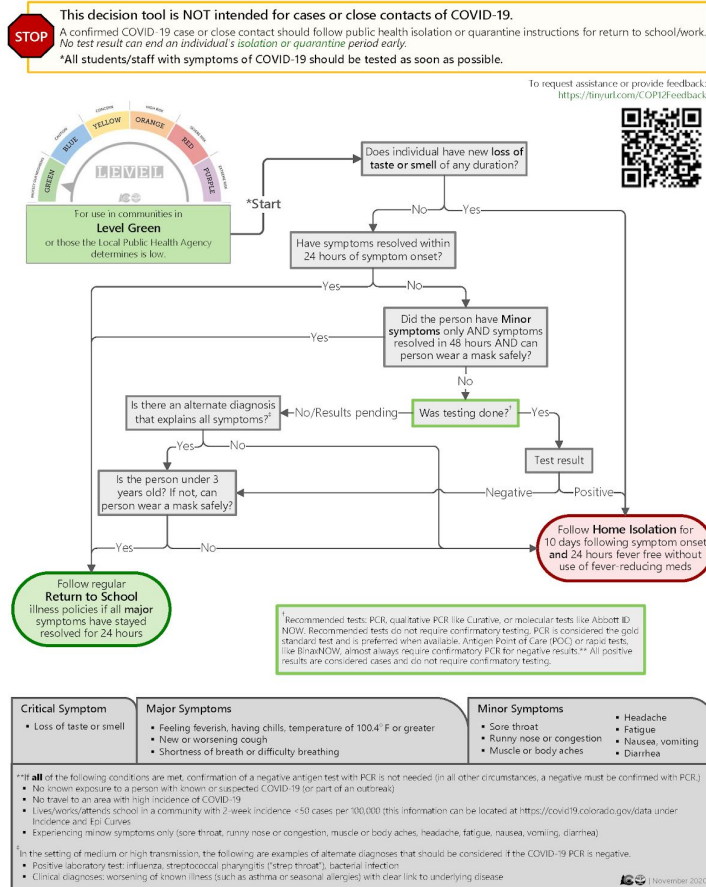 STOP
This decision tool is NOT intended for cases or close contacts of COVID-19.
A confirmed COVID-19 case or close contact should follow public health isolation or quarantine instructions for return to school/work.
No test result can end an individual's isolation or quarantine period early.
*All students/staff with symptoms of COVID-19 should be tested as soon as possible.
To request assistance or provide feedback:
https://tinyurl.com/COP12Feedback
CAUTION
CONCERN
HIGH RISK
GREEN
BLUE
YELLOW
ORANGE
RED
PURPLE
LEVEL
For use in communities in
Level Green
or those the Local Public Health Agency
determines is low.
*Start
Does individual have new loss of
taste or smell of any duration?
No
Yes
Have symptoms resolved within
24 hours of symptom onset?
Yes
No
Did the person have Minor
symptoms only AND symptoms
resolved in 48 hours AND can
person wear a mask safely?
Yes
No
Is there an alternate diagnosis
that explains all symptoms?‡
No/Results pending
Was testing done?†
Yes
Yes
No
Test result
Is the person under 3
years old? If not, can
person wear a mask safely?
Negative
Positive
Yes
No
Follow Home Isolation for
10 days following symptom onset
and 24 hours fever free without
use of fever-reducing meds
Follow regular
Return to School
illness policies if all major
symptoms have stayed
resolved for 24 hours
†Recommended tests: PCR, qualitative PCR like Curative, or molecular tests like Abbott ID
NOW. Recommended tests do not require confirmatory testing. PCR is considered the gold
standard test and is preferred when available. Antigen Point of Care (POC) or rapid tests,
like BinaxNOW, almost always require confirmatory PCR for negative results.** All positive
results are considered cases and do not require confirmatory testing.
Critical Symptom
▪ Loss of taste or smell
Major Symptoms
▪ Feeling feverish, having chills, temperature of 100.4° F or greater
▪ New or worsening cough
▪ Shortness of breath or difficulty breathing
Minor Symptoms
▪ Sore throat
▪ Runny nose or congestion
▪ Muscle or body aches
▪ Headache
▪ Fatigue
▪ Nausea, vomiting
▪ Diarrhea
**If all of the following conditions are met, confirmation of a negative antigen test with PCR is not needed (in all other circumstances, a negative must be confirmed with PCR.)
▪ No known exposure to a person with known or suspected COVID-19 (or part of an outbreak)
▪ No travel to an area with high incidence of COVID-19
▪ Lives/works/attends school in a community with 2-week incidence <50 cases per 100,000 (this information can be located at https://covid19.colorado.gov/data under
Incidence and Epi Curves
▪ Experiencing minow symptoms only (sore throat, runny nose or congestion, muscle or body aches, headache, fatigue, nausea, vomiing, diarrhea)
‡In the setting of medium or high transmission, the following are examples of alternate diagnoses that should be considered if the COVID-19 PCR is negative.
▪ Positive laboratory test: influenza, streptococcal pharyngitis ("strep throat"), bacterial infection
▪ Clinical diagnoses: worsening of known illness (such as asthma or seasonal allergies) with clear link to underlying disease
| November 2020